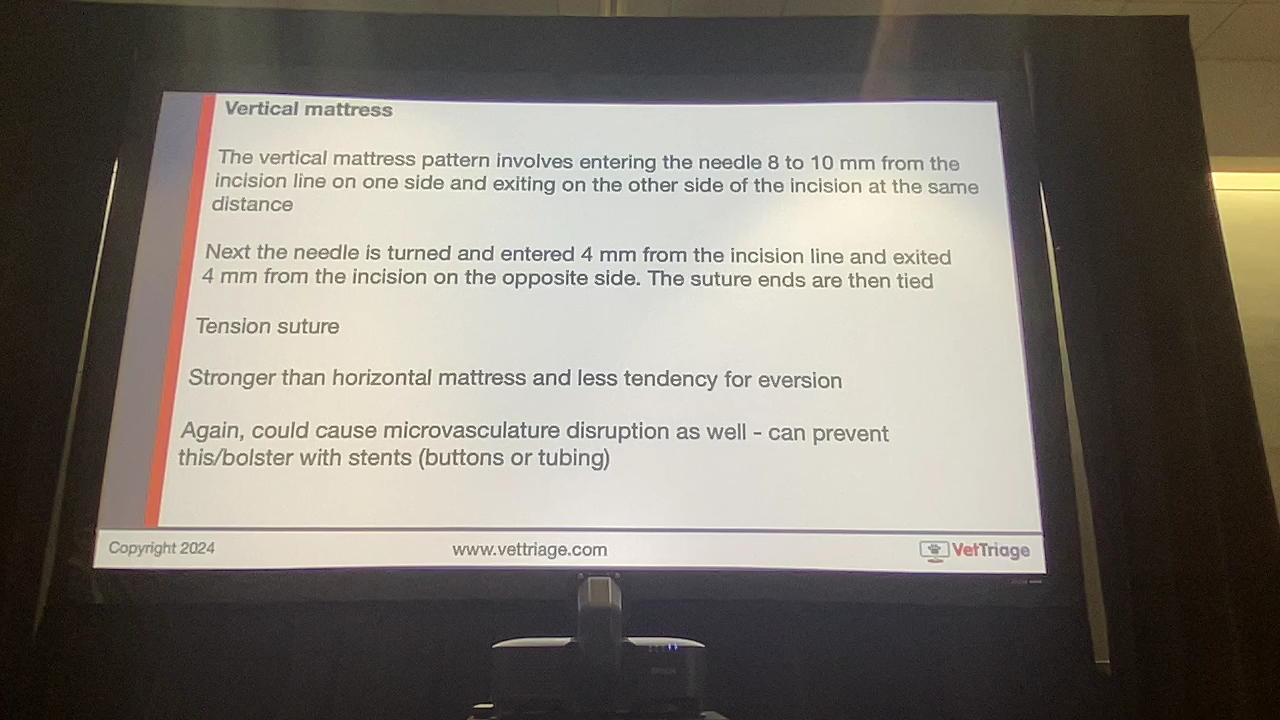 Vertical mattress
The vertical mattress pattern involves entering the needle 8 to 10 mm from the
incision line on one side and exiting on the other side of the incision at the same
distance
Next the needle is turned and entered 4 mm from the incision line and exited
4 mm from the incision on the opposite side. The suture ends are then tied
Tension suture
Stronger than horizontal mattress and less tendency for eversion
Again, could cause microvasculature disruption as well - can prevent
this/bolster with stents (buttons or tubing)
Copyright 2024
www.vettriage.com
VetTriage